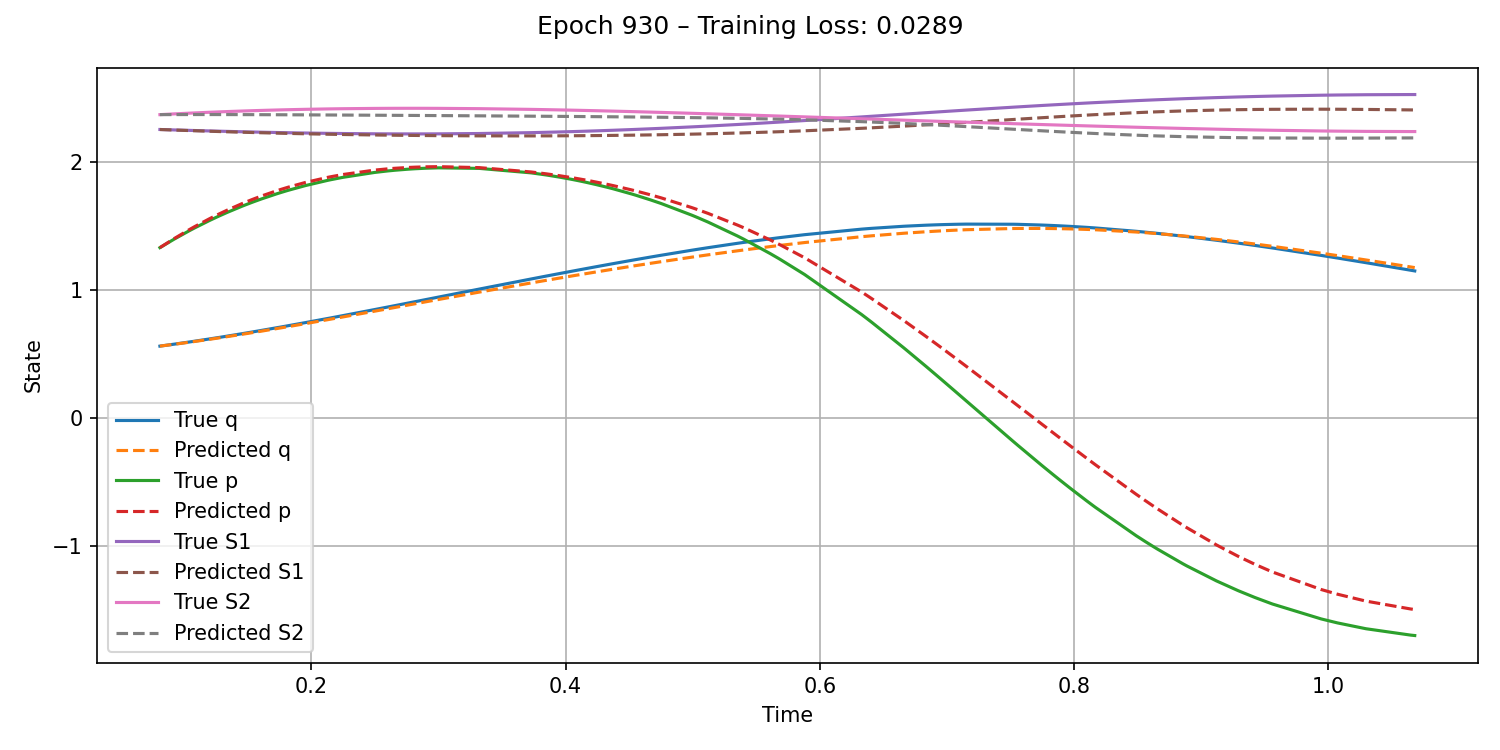 Epoch 930 – Training Loss: 0.0289
State
2
1
0
−1
True q
Predicted q
True p
Predicted p
True S1
Predicted S1
True S2
Predicted S2
0.2 0.4 0.6 0.8 1.0
Time